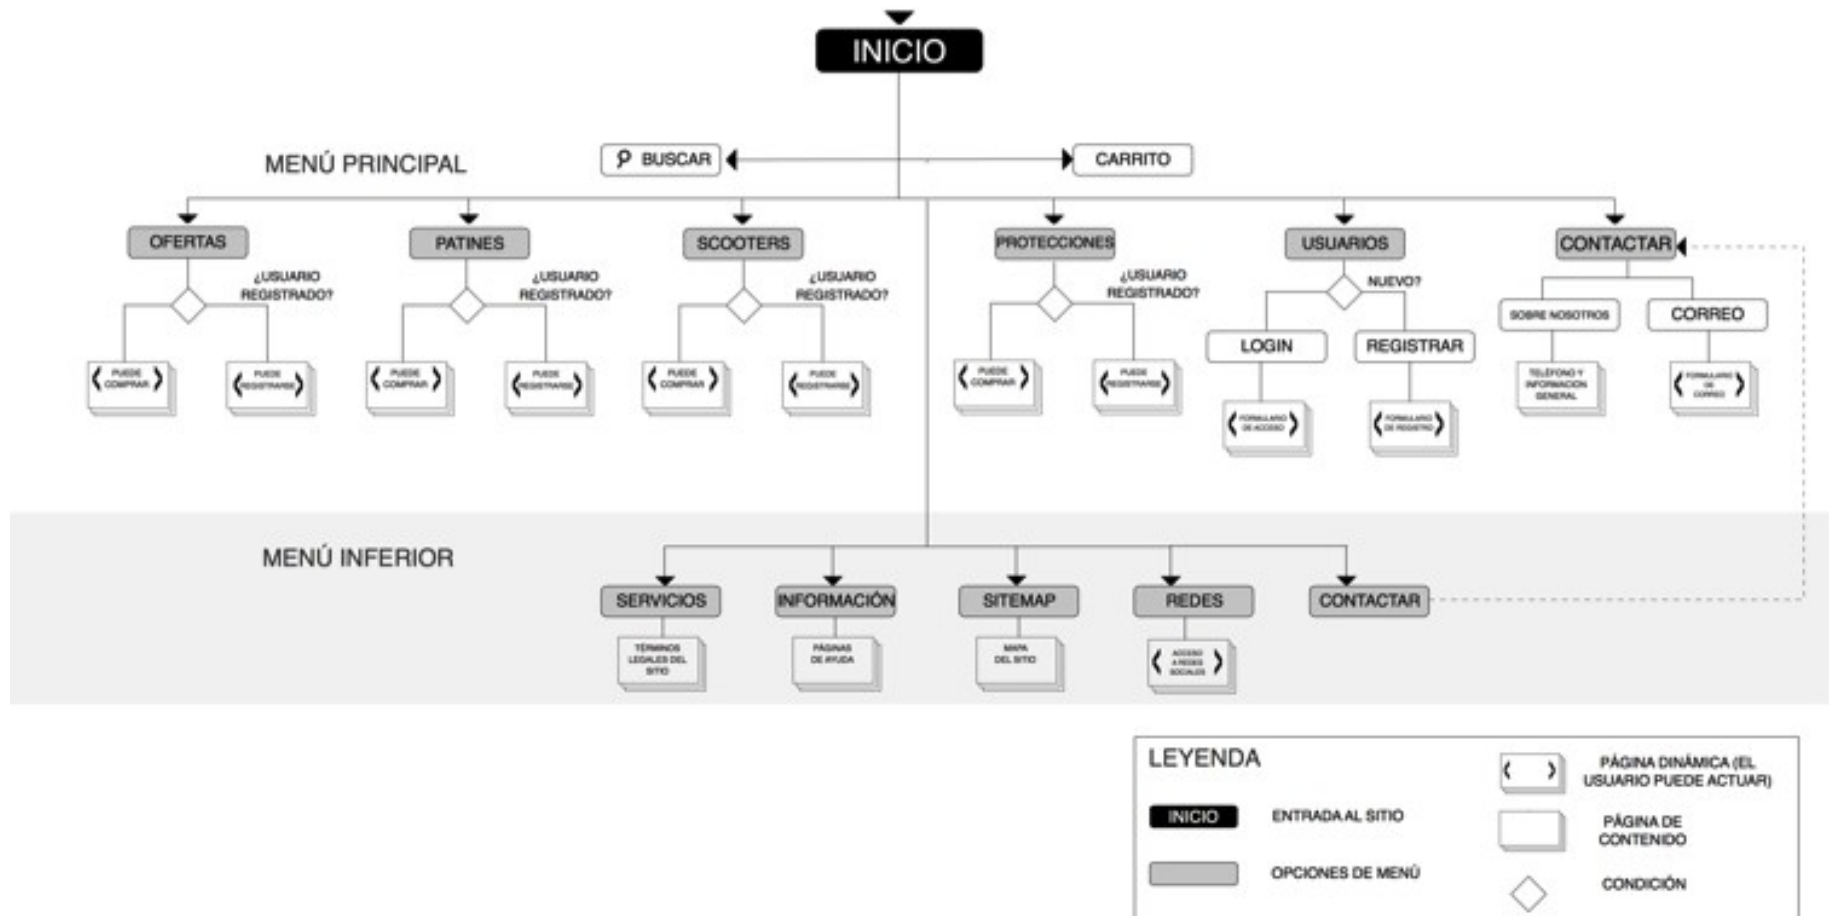 INICIO
MENÚ PRINCIPAL
BUSCAR
CARRITO
OFERTAS
PATINES
SCOOTERS
PROTECCIONES
USUARIOS
CONTACTAR
¿USUARIO
REGISTRADO?
¿USUARIO
REGISTRADO?
¿USUARIO
REGISTRADO?
¿USUARIO
REGISTRADO?
NUEVO?
SOBRE NOSOTROS
CORREO
LOGIN
REGISTRAR
PUEDE
COMPRAR
PUEDE
REGISTRARSE
PUEDE
COMPRAR
PUEDE
REGISTRARSE
PUEDE
COMPRAR
PUEDE
REGISTRARSE
PUEDE
COMPRAR
PUEDE
REGISTRARSE
FORMULARIO
DE ACCESO
FORMULARIO
DE REGISTRO
TELÉFONO Y
INFORMACION
GENERAL
FORMULARIO
DE
CORREO
MENÚ INFERIOR
SERVICIOS
INFORMACIÓN
SITEMAP
REDES
CONTACTAR
TÉRMINOS
LEGALES DEL
SITIO
PÁGINAS
DE AYUDA
MAPA
DEL SITIO
ACCESO
A REDES
SOCIALES
LEYENDA
INICIO
ENTRADA AL SITIO
OPCIONES DE MENÚ
PÁGINA DINÁMICA (EL
USUARIO PUEDE ACTUAR)
PÁGINA DE
CONTENIDO
CONDICIÓN